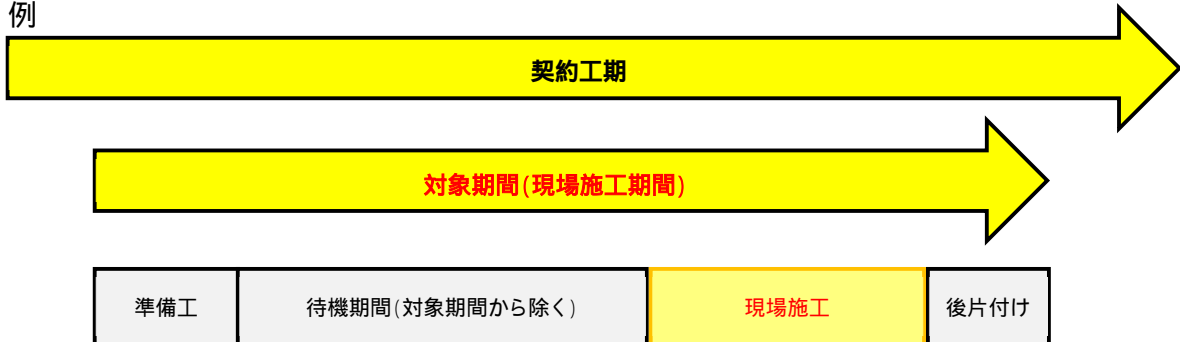 例
契約工期
対象期間(現場施工期間)
準備工
待機期間(対象期間から除く)
現場施工
後片付け